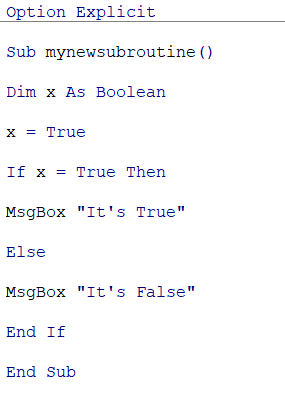 Option Explicit
Sub mynewsubroutine()
Dim x As Boolean
x = True
If x = True Then
MsgBox "It's True"
Else
MsgBox "It's False"
End If
End Sub